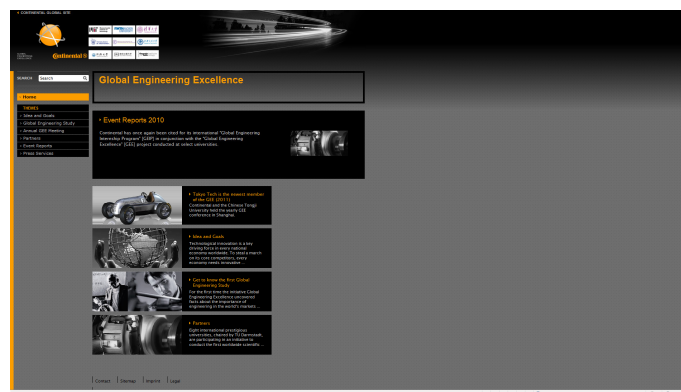 CONTINENTAL GLOBAL SITE
Continental
SEARCH
Search
Home
THEMES
Idea and Goals
Global Engineering Study
Annual GEE Meeting
Partners
Event Reports
Press Services
Global Engineering Excellence
Event Reports 2010
Continental has once again been cited for its international "Global Engineering
Internship Program" (GEIP) in conjunction with the "Global Engineering
Excellence" (GEE) project conducted at select universities.
Tokyo Tech is the newest member
of the GEE (2011)
Continental and the Chinese Tongji
University held the yearly GEE
conference in Shanghai.
Idea and Goals
Technological innovation is a key
driving force in every national
economy worldwide. To steal a march
on its core competitors, every
economy needs innovative ...
Get to know the first Global
Engineering Study
For the first time the initiative Global
Engineering Excellence uncovered
facts about the importance of
engineering in the world's markets. ...
Partners
Eight international prestigious
universities, chaired by TU Darmstadt,
are participating in an initiative to
conduct the first worldwide scientific ...
Contact
Sitemap
Imprint
Legal